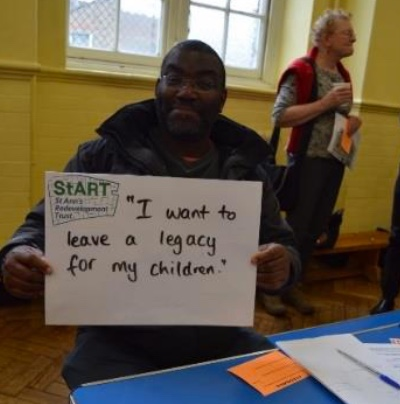 StART
St Ann's
Redevelopment
Trust
"I want to
leave a legacy
for my children."